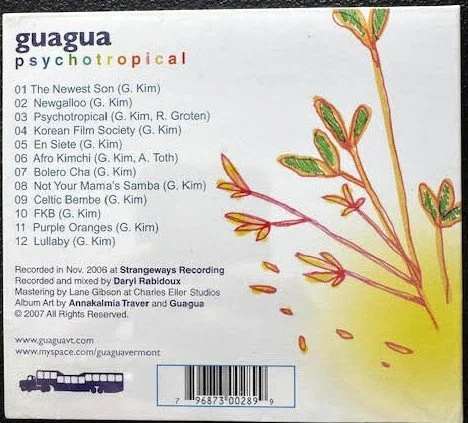 guagua
psychotropical
01 The Newest Son (G. Kim)
02 Newgalloo (G. Kim)
03 Psychotropical (G. Kim, R. Groten)
04 Korean Film Society (G. Kim)
05 En Siete (G. Kim)
06 Afro Kimchi (G. Kim, A. Toth)
07 Bolero Cha (G. Kim)
08 Not Your Mama's Samba (G. Kim)
09 Celtic Bembe (G. Kim)
10 FKB (G. Kim)
11 Purple Oranges (G. Kim)
12 Lullaby (G. Kim)
Recorded in Nov. 2006 at Strangeways Recording
Recorded and mixed by Daryl Rabidoux
Mastering by Lane Gibson at Charles Eller Studios
Album Art by Annakalmia Traver and Guagua
© 2007 All Rights Reserved.
www.guaguavt.com
www.myspace.com/guaguavermont
7 96873 00289 9